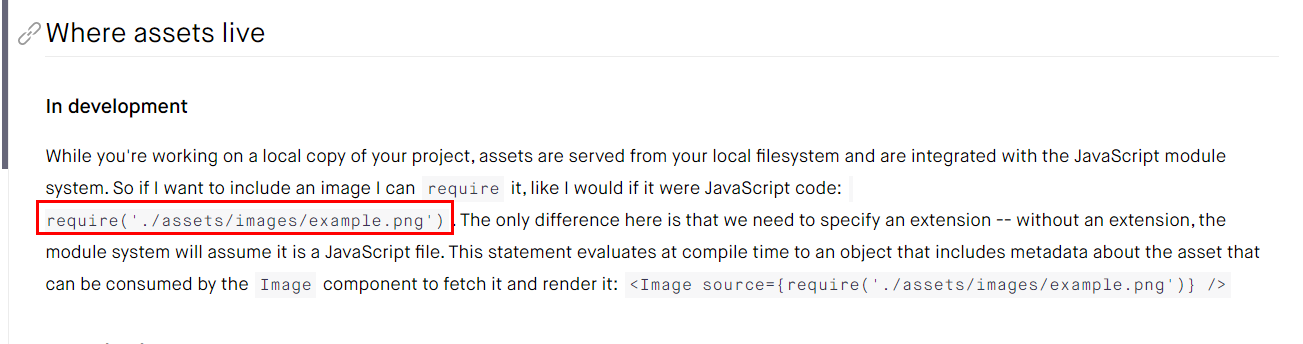 Where assets live
In development
While you're working on a local copy of your project, assets are served from your local filesystem and are integrated with the JavaScript module
system. So if I want to include an image I can require it, like I would if it were JavaScript code:
require('./assets/images/example.png'). The only difference here is that we need to specify an extension -- without an extension, the
module system will assume it is a JavaScript file. This statement evaluates at compile time to an object that includes metadata about the asset that
can be consumed by the Image component to fetch it and render it: <Image source={require('./assets/images/example.png')} />